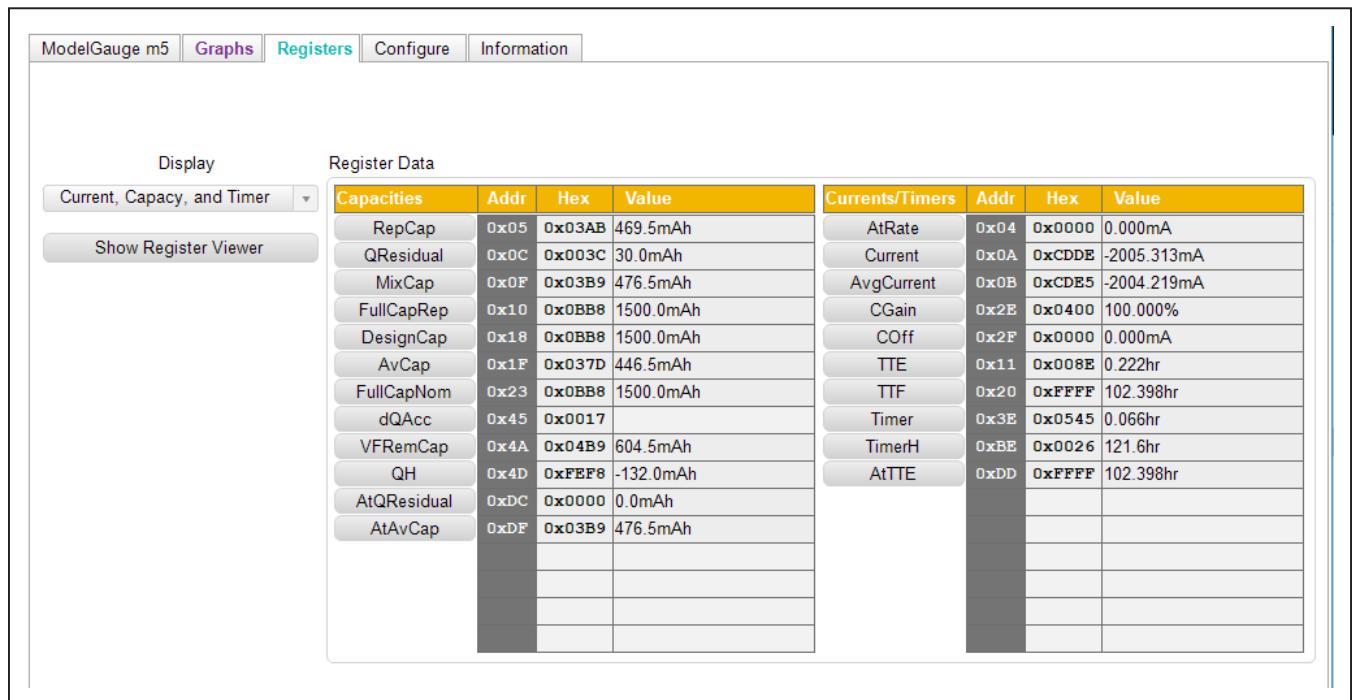 ModelGauge m5 Graphs Registers Configure Information
Display Register Data
Current, Capacy, and Timer
Show Register Viewer
Capacities Addr Hex Value Currents/Timers Addr Hex Value
RepCap 0x05 0x03AB 469.5mAh AtRate 0x04 0x0000 0.000mA
QResidual 0x0C 0x003C 30.0mAh Current 0x0A 0xCDDE -2005.313mA
MixCap 0x0F 0x03B9 476.5mAh AvgCurrent 0x0B 0xCDE5 -2004.219mA
FullCapRep 0x10 0x0BB8 1500.0mAh CGain 0x2E 0x0400 100.000%
DesignCap 0x18 0x0BB8 1500.0mAh COff 0x2F 0x0000 0.000mA
AvCap 0x1F 0x037D 446.5mAh TTE 0x11 0x008E 0.222hr
FullCapNom 0x23 0x0BB8 1500.0mAh TTF 0x20 0xFFFF 102.398hr
dQAcc 0x45 0x0017 Timer 0x3E 0x0545 0.066hr
VFRemCap 0x4A 0x04B9 604.5mAh TimerH 0xBE 0x0026 121.6hr
QH 0x4D 0xFEF8 -132.0mAh AtTTE 0xDD 0xFFFF 102.398hr
AtQResidual 0xDC 0x0000 0.0mAh
AtAvCap 0xDF 0x03B9 476.5mAh